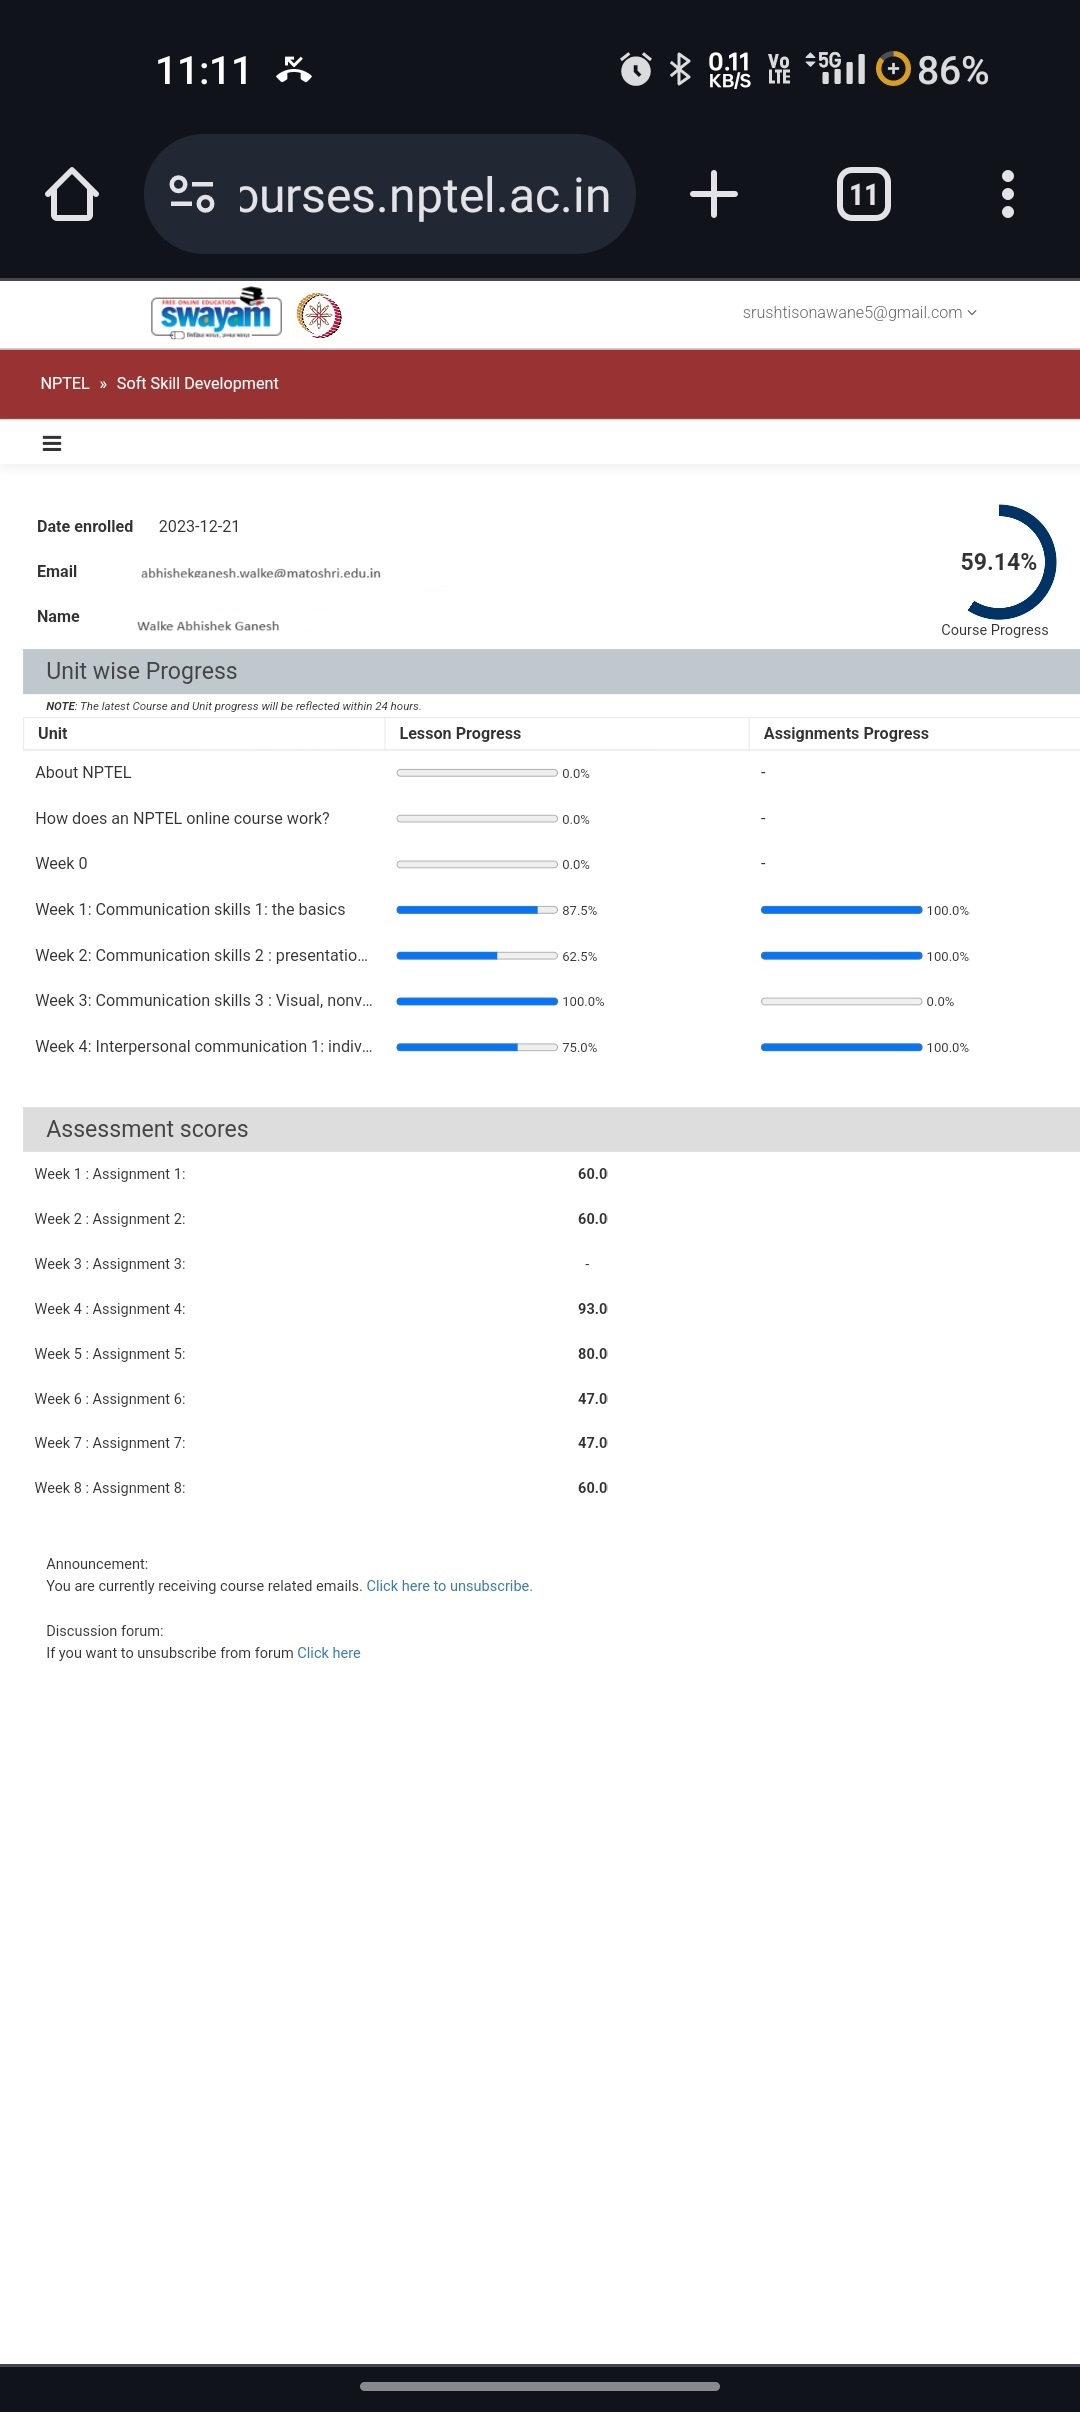 11:11
0.11 KB/S
Vo LTE
5G
86%
ourses.nptel.ac.in
11
FREE ONLINE EDUCATION
swayam
srushtisonawane5@gmail.com
NPTEL » Soft Skill Development
Date enrolled 2023-12-21
Email abhishekganesh.walke@matoshri.edu.in
Name Walke Abhishek Ganesh
59.14%
Course Progress
Unit wise Progress
NOTE: The latest Course and Unit progress will be reflected within 24 hours.
Unit Lesson Progress Assignments Progress
About NPTEL 0.0% -
How does an NPTEL online course work? 0.0% -
Week 0 0.0% -
Week 1: Communication skills 1: the basics 87.5% 100.0%
Week 2: Communication skills 2 : presentatio... 62.5% 100.0%
Week 3: Communication skills 3 : Visual, nonv... 100.0% 0.0%
Week 4: Interpersonal communication 1: indiv... 75.0% 100.0%
Assessment scores
Week 1 : Assignment 1: 60.0
Week 2 : Assignment 2: 60.0
Week 3 : Assignment 3: -
Week 4 : Assignment 4: 93.0
Week 5 : Assignment 5: 80.0
Week 6 : Assignment 6: 47.0
Week 7 : Assignment 7: 47.0
Week 8 : Assignment 8: 60.0
Announcement:
You are currently receiving course related emails. Click here to unsubscribe.
Discussion forum:
If you want to unsubscribe from forum Click here